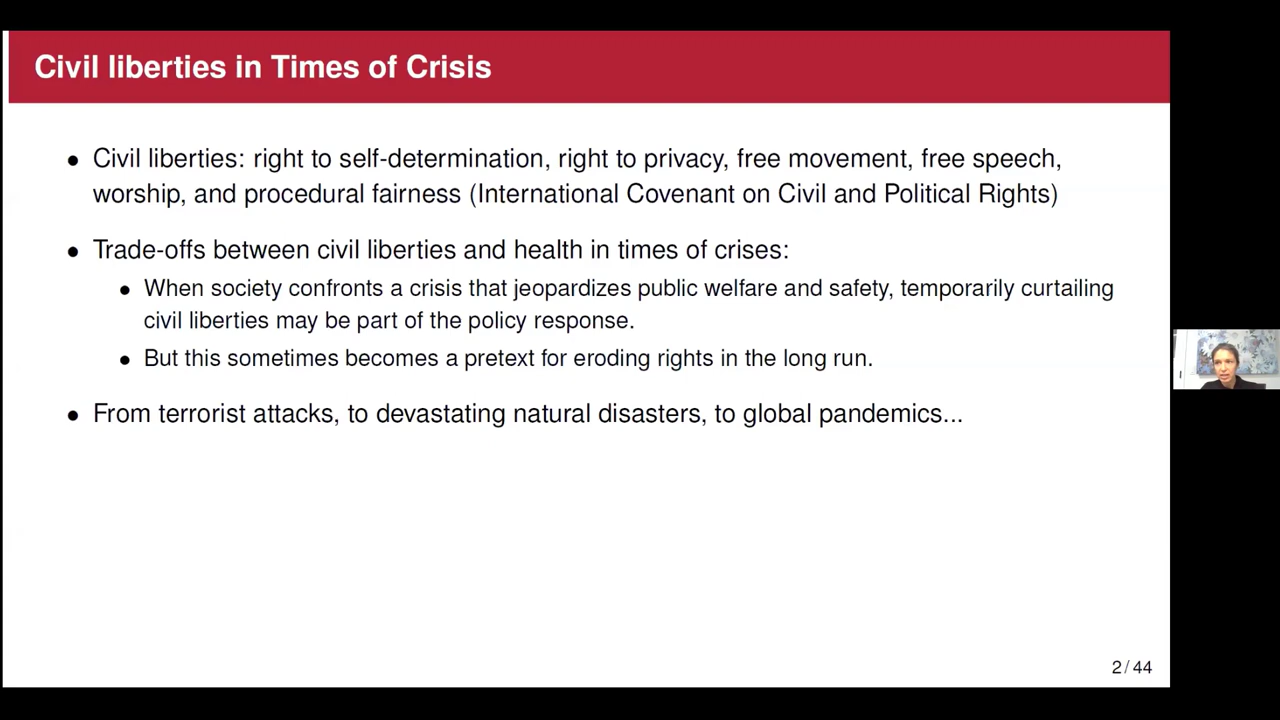 Civil liberties in Times of Crisis
• Civil liberties: right to self-determination, right to privacy, free movement, free speech,
worship, and procedural fairness (International Covenant on Civil and Political Rights)
• Trade-offs between civil liberties and health in times of crises:
• When society confronts a crisis that jeopardizes public welfare and safety, temporarily curtailing
civil liberties may be part of the policy response.
• But this sometimes becomes a pretext for eroding rights in the long run.
• From terrorist attacks, to devastating natural disasters, to global pandemics...
2 / 44